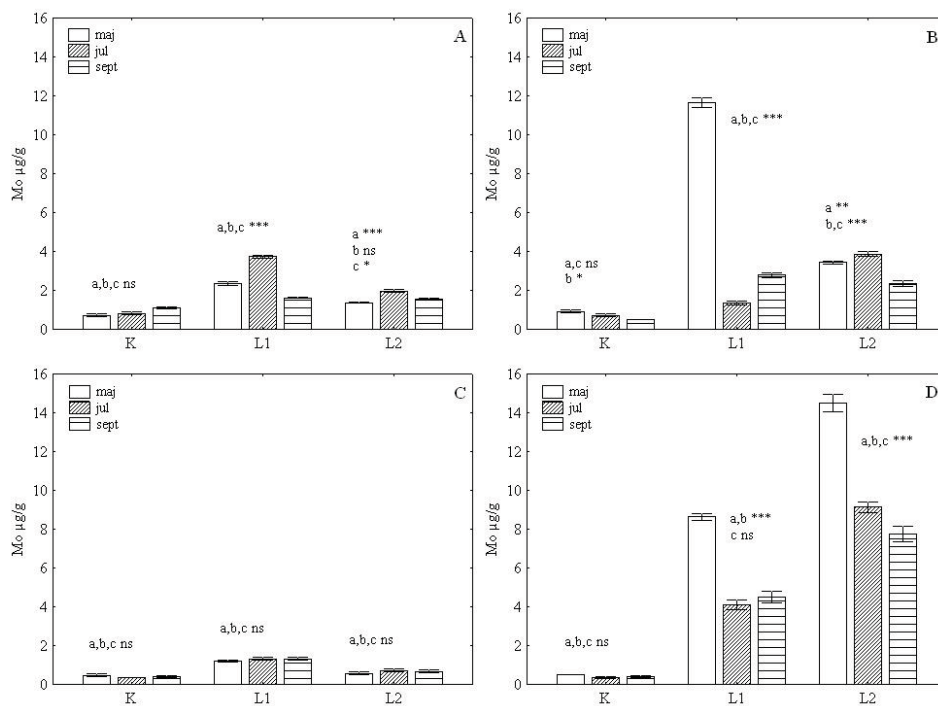 16
14
12
10
8
6
4
2
0
Mo µg/g
maj
jul
sept
A
a,b,c ns
a,b,c ***
a ***
b ns
c *
K
L1
L2
16
14
12
10
8
6
4
2
0
Mo µg/g
maj
jul
sept
B
a,c ns
b *
a,b,c ***
a **
b,c ***
K
L1
L2
16
14
12
10
8
6
4
2
0
Mo µg/g
maj
jul
sept
C
a,b,c ns
a,b,c ns
a,b,c ns
K
L1
L2
16
14
12
10
8
6
4
2
0
Mo µg/g
maj
jul
sept
D
a,b,c ns
a,b ***
c ns
a,b,c ***
K
L1
L2